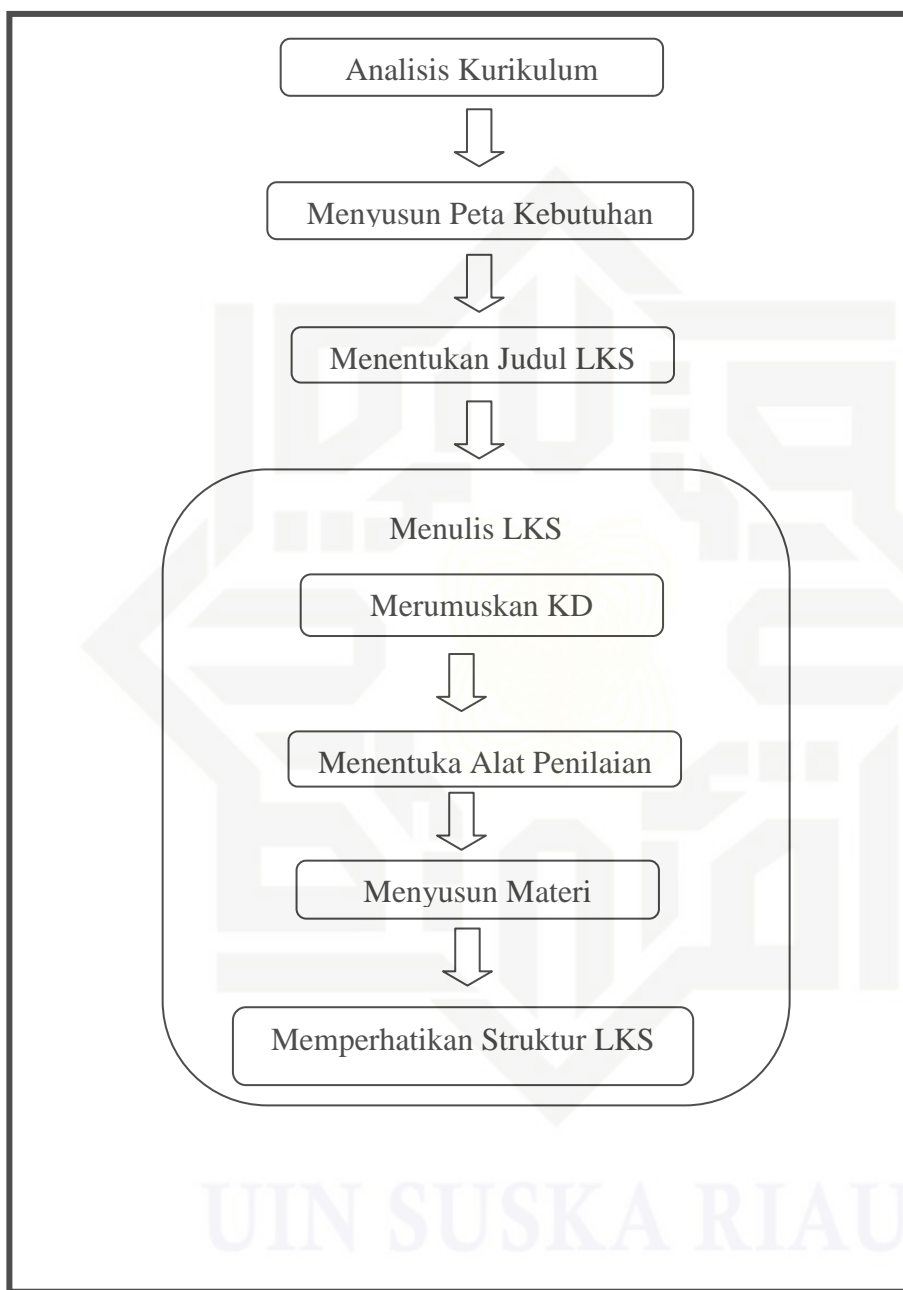 Analisis Kurikulum
Menyusun Peta Kebutuhan
Menentukan Judul LKS
Menulis LKS
Merumuskan KD
Menentuka Alat Penilaian
Menyusun Materi
Memperhatikan Struktur LKS
UIN SUSKA RIAU